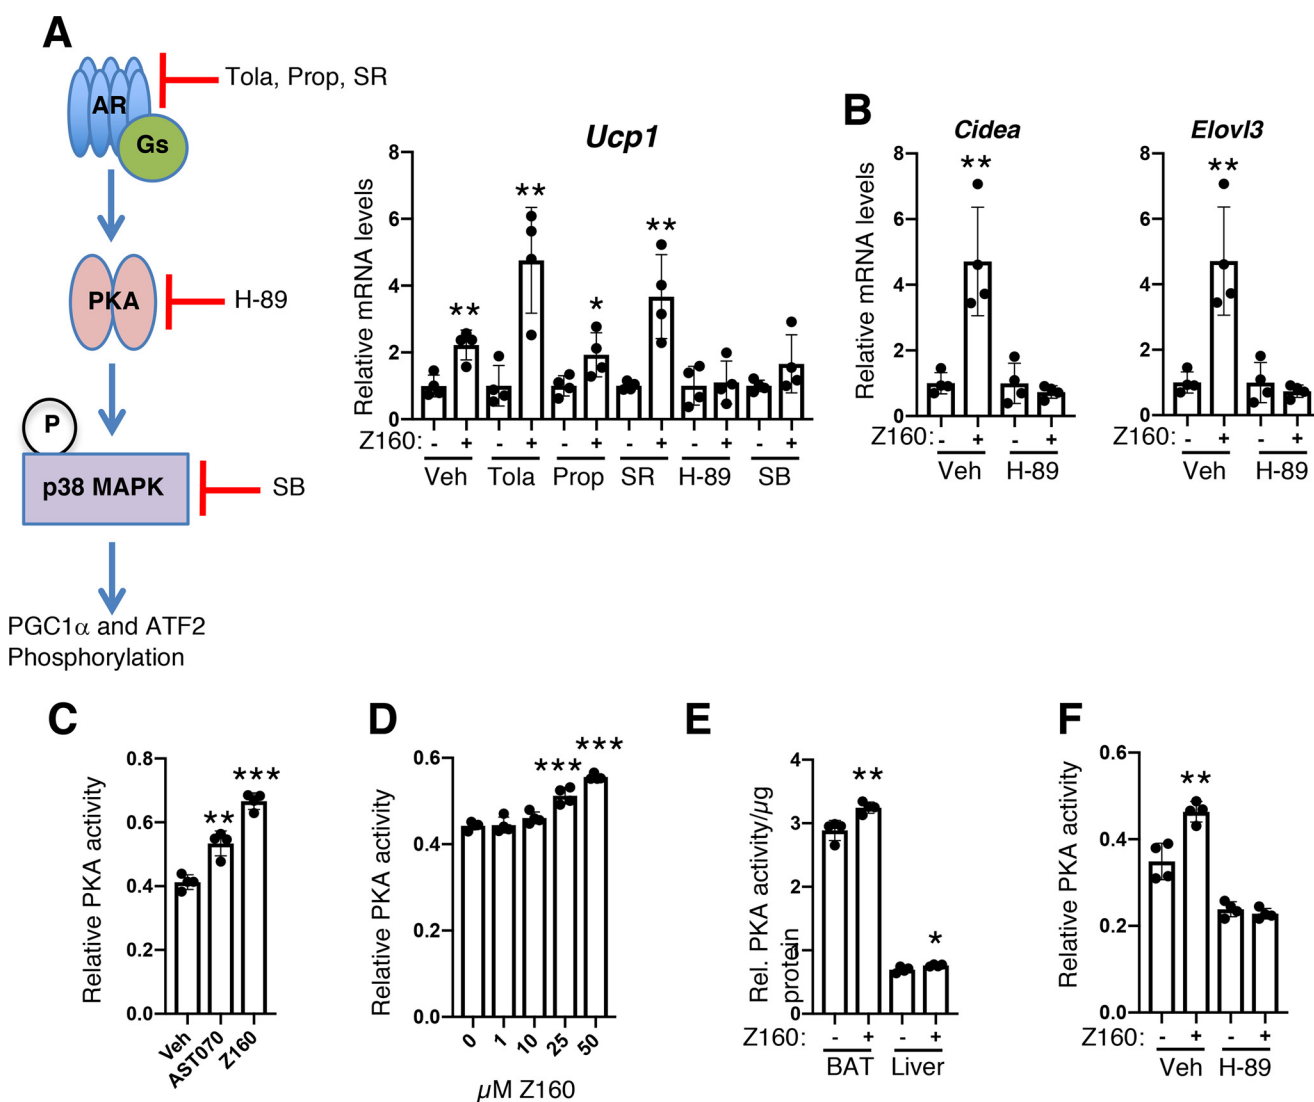 A
AR
Gs
Tola, Prop, SR
PKA
H-89
P
p38 MAPK
SB
PGC1α and ATF2
Phosphorylation
Ucp1
Relative mRNA levels
8
6
4
2
0
** ** * **
Z160: - + - + - + - + - + - +
Veh Tola Prop SR H-89 SB
B
Cidea
Relative mRNA levels
8
6
4
2
0
**
Z160: - + - +
Veh H-89
Elovl3
8
6
4
2
0
**
- + - +
Veh H-89
C
Relative PKA activity
0.8
0.6
0.4
0.2
0.0
** ***
Veh AST070 Z160
D
Relative PKA activity
0.6
0.4
0.2
0.0
*** ***
0 1 10 25 50
µM Z160
E
Rel. PKA activity/µg
protein
4
3
2
1
0
** *
Z160: - + - +
BAT Liver
F
Relative PKA activity
0.6
0.4
0.2
0.0
**
Z160: - + - +
Veh H-89